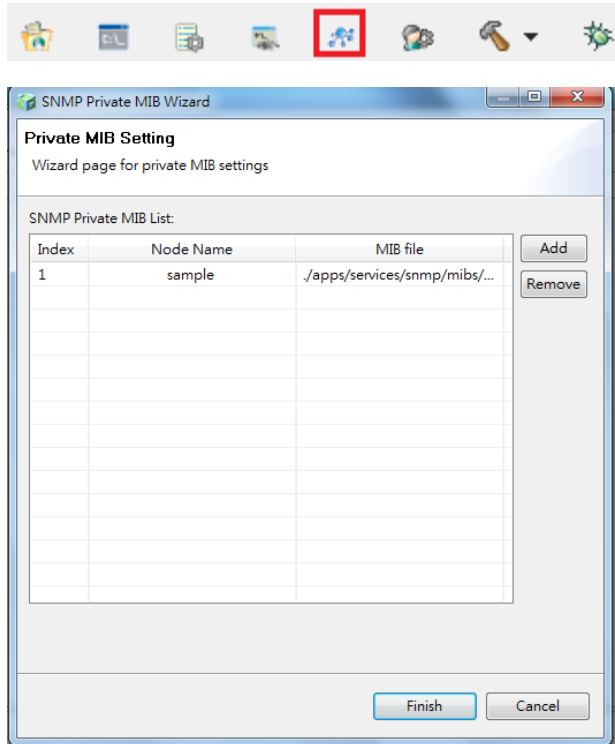 C:\.
SNMP Private MIB Wizard
Private MIB Setting
Wizard page for private MIB settings
SNMP Private MIB List:
Index Node Name MIB file
1 sample ./apps/services/snmp/mibs/...
Add
Remove
Finish Cancel